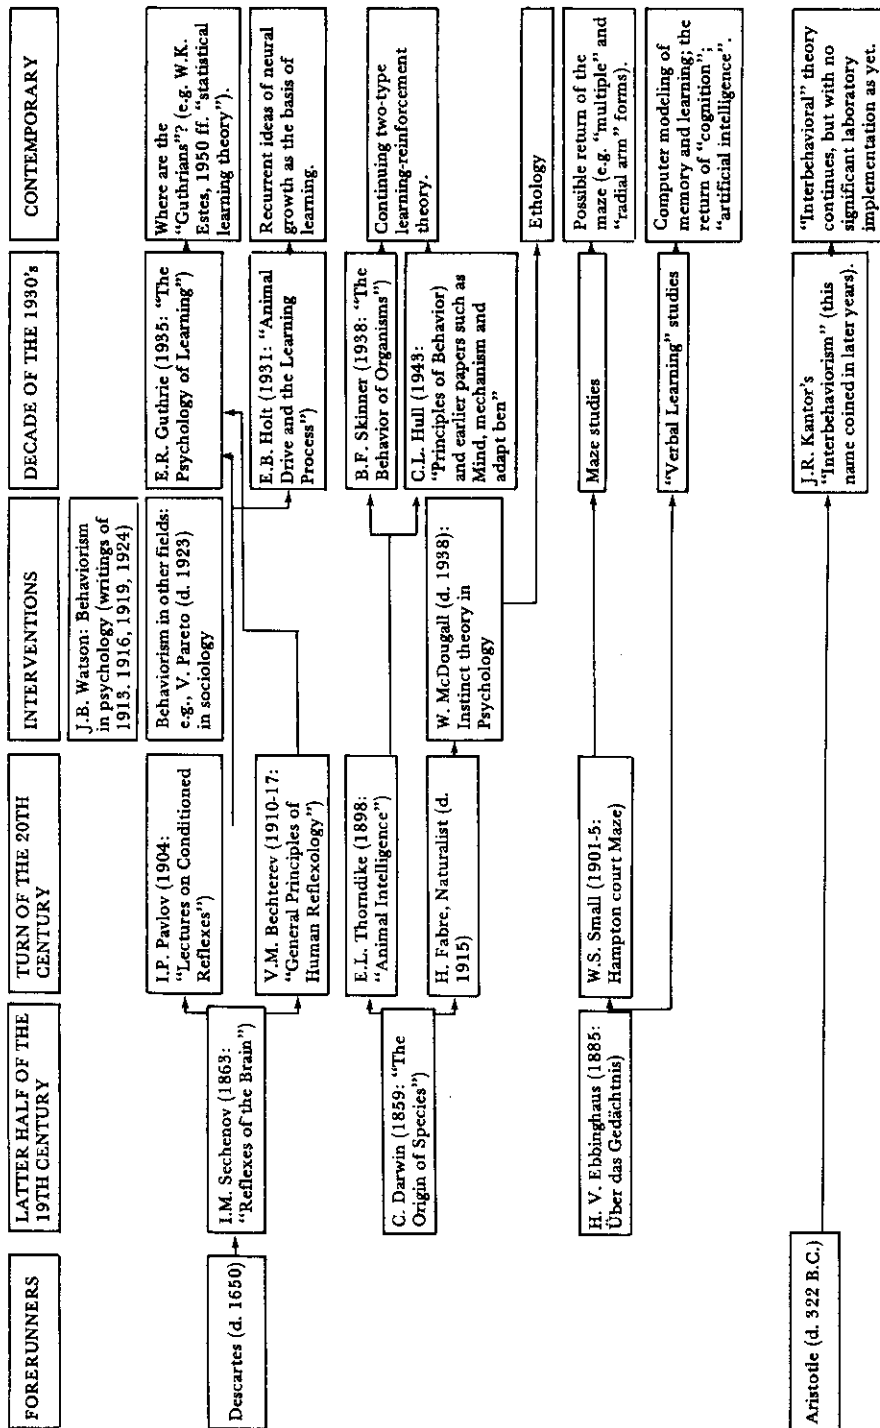 FORERUNNERS
LATTER HALF OF THE
19TH CENTURY
TURN OF THE 20TH
CENTURY
INTERVENTIONS
DECADE OF THE 1930's
CONTEMPORARY
Descartes (d. 1650)
I.M. Sechenov (1863:
“Reflexes of the Brain”)
I.P. Pavlov (1904:
“Lectures on Conditioned
Reflexes”)
V.M. Bechterev (1910-17:
“General Principles of
Human Reflexology”)
J.B. Watson: Behaviorism
in psychology (writings of
1913. 1916, 1919, 1924)
Behaviorism in other fields:
e.g., V. Pareto (d. 1923)
in sociology
E.R. Guthrie (1935: “The
Psychology of Learning”)
E.B. Holt (1931: “Animal
Drive and the Learning
Process”)
Where are the
“Guthrians”? (e.g. W.K.
Estes, 1950 ff. “statistical
learning theory”).
Recurrent ideas of neural
growth as the basis of
learning.
C. Darwin (1859: “The
Origin of Species”)
E.L. Thorndike (1898:
“Animal Intelligence”)
H. Fabre, Naturalist (d.
1915)
W. McDougall (d. 1938):
Instinct theory in
Psychology
B.F. Skinner (1938: “The
Behavior of Organisms”)
C.L. Hull (1943:
“Principles of Behavior)
and earlier papers such as
Mind, mechanism and
adapt ben”
Continuing two-type
learning-reinforcement
theory.
Ethology
H. V. Ebbinghaus (1885:
Über das Gedächtnis)
W.S. Small (1901-5:
Hampton court Maze)
Maze studies
“Verbal Learning” studies
Possible return of the
maze (e.g. “multiple” and
“radial arm” forms).
Computer modeling of
memory and learning; the
return of “cognition”;
“artificial intelligence”.
Aristotle (d. 322 B.C.)
J.R. Kantor's
“Interbehaviorism” (this
name coined in later years).
“Interbehavioral” theory
continues, but with no
significant laboratory
implementation as yet.